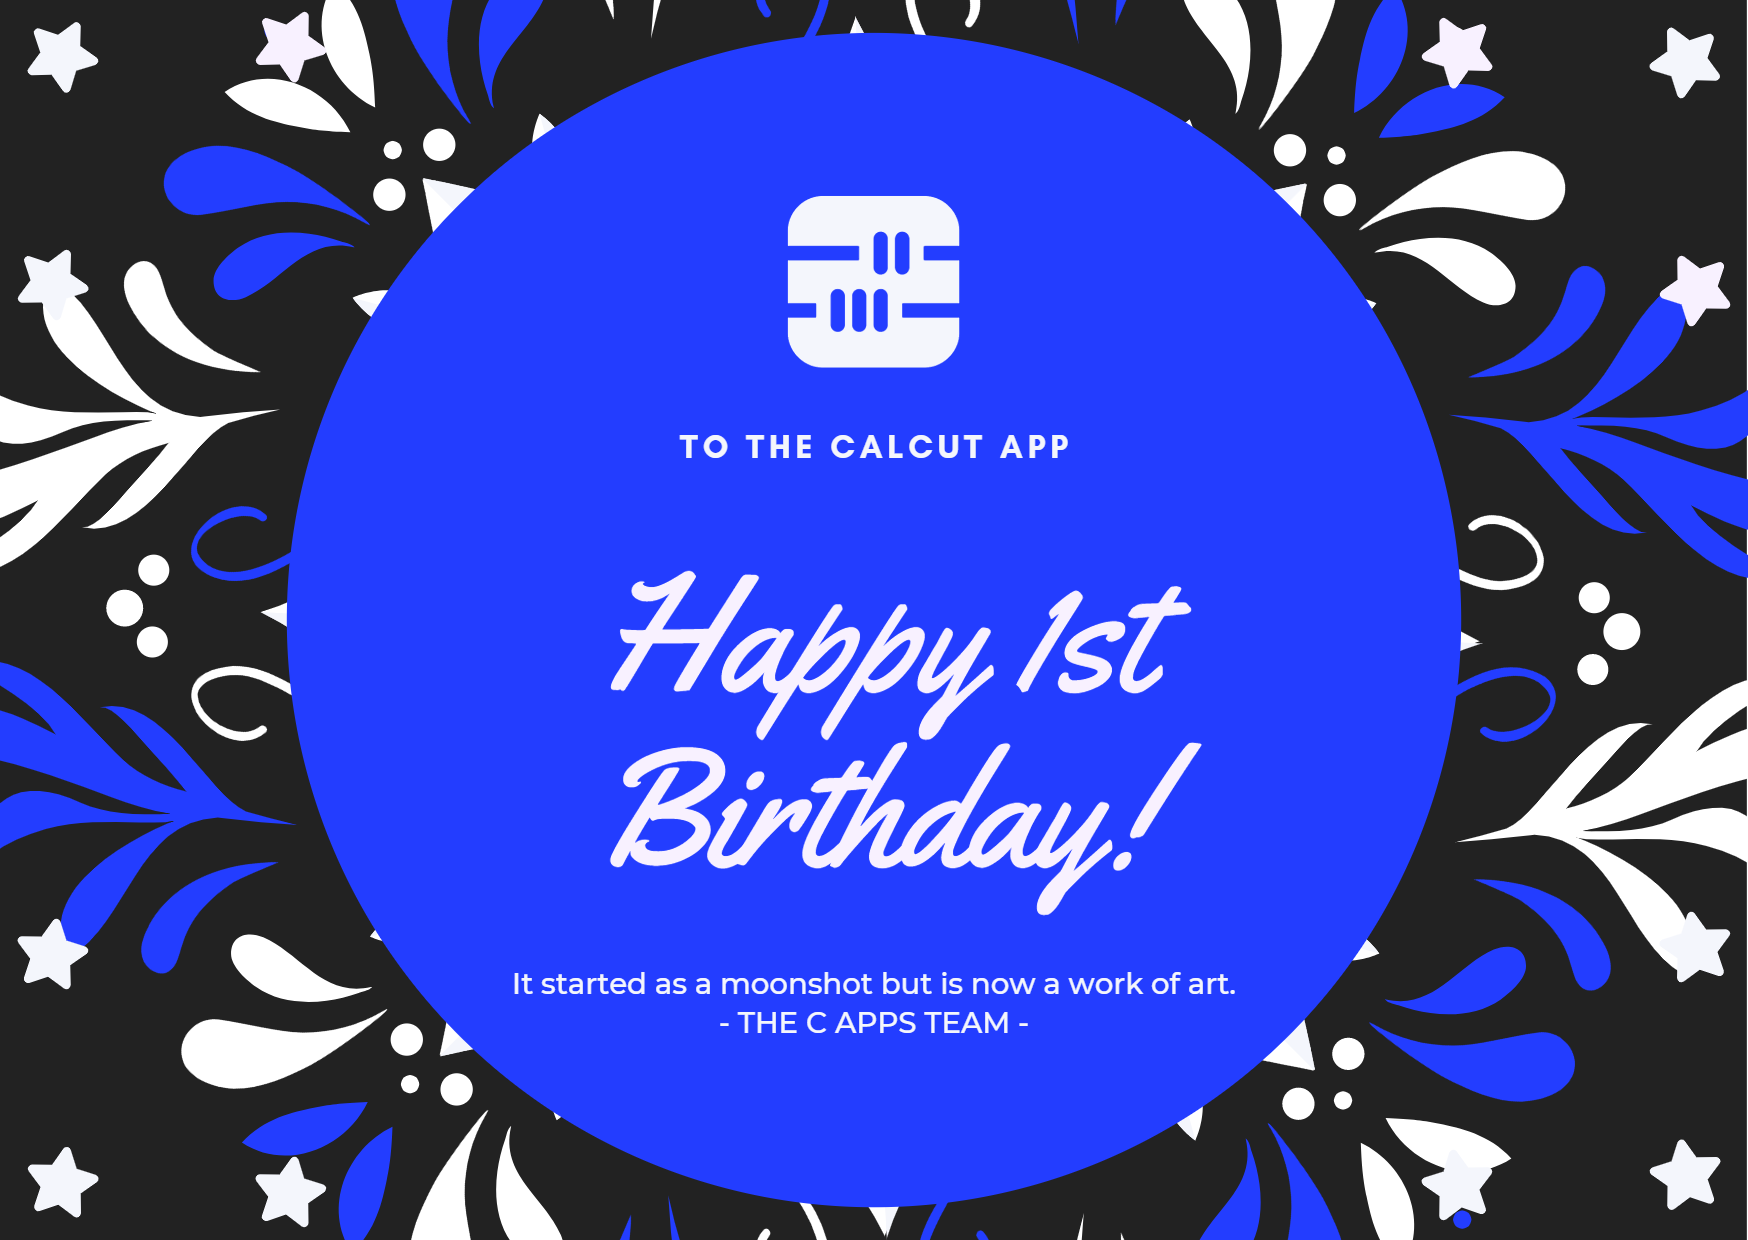 TO THE CALCUT APP
Happy 1st
Birthday!
It started as a moonshot but is now a work of art.
- THE C APPS TEAM -